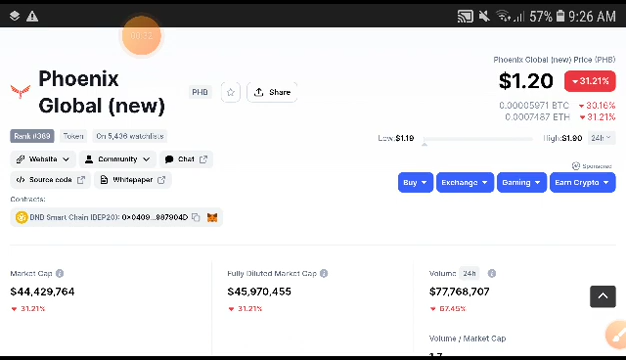 57% 9:26 AM
00:22
Phoenix Global (new) Price (PHB)
Phoenix
Global (new)
PHB
Share
$1.20
31.21%
0.00005971 BTC 30.16%
0.0007487 ETH 31.21%
Rank #369 Token On 5,436 watchlists
Low:$1.19 High:$1.90 24h
Website Community Chat
Sponsored
Source code Whitepaper
Buy Exchange Gaming Earn Crypto
Contracts:
BNB Smart Chain (BEP20): 0x0409...887904D
Market Cap
Fully Diluted Market Cap
Volume 24h
$44,429,764
$45,970,455
$77,768,707
31.21%
31.21%
67.45%
Volume / Market Cap